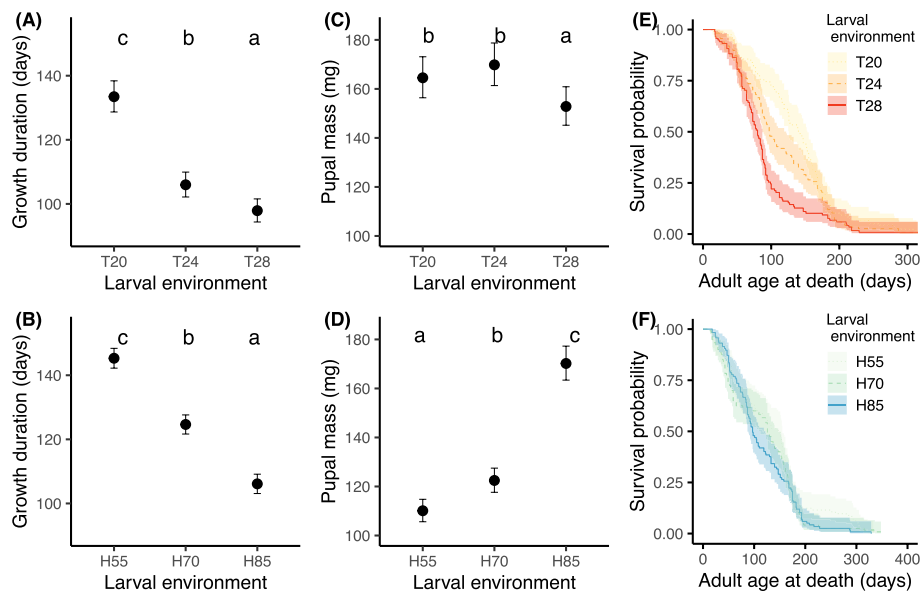 (A)
c b a
Growth duration (days)
140
120
100
T20 T24 T28
Larval environment
(C)
b b a
Pupal mass (mg)
180
160
140
120
100
T20 T24 T28
Larval environment
(E)
Larval
environment
T20
T24
T28
Survival probability
1.00
0.75
0.50
0.25
0.00
0 100 200 300
Adult age at death (days)
(B)
c b a
Growth duration (days)
140
120
100
H55 H70 H85
Larval environment
(D)
a b c
Pupal mass (mg)
180
160
140
120
100
H55 H70 H85
Larval environment
(F)
Larval
environment
H55
H70
H85
Survival probability
1.00
0.75
0.50
0.25
0.00
0 100 200 300 400
Adult age at death (days)